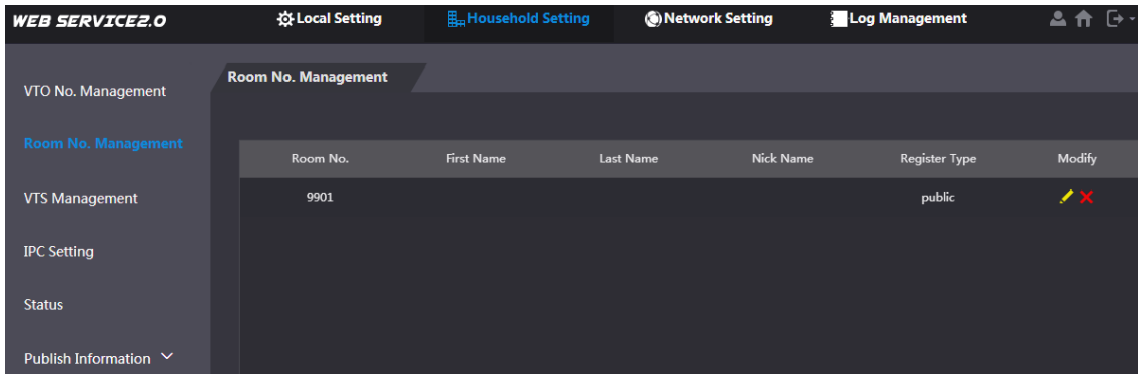 WEB SERVICE2.0 Local Setting Household Setting Network Setting Log Management
VTO No. Management
Room No. Management
VTS Management
IPC Setting
Status
Publish Information
Room No. Management
Room No. First Name Last Name Nick Name Register Type Modify
9901 public